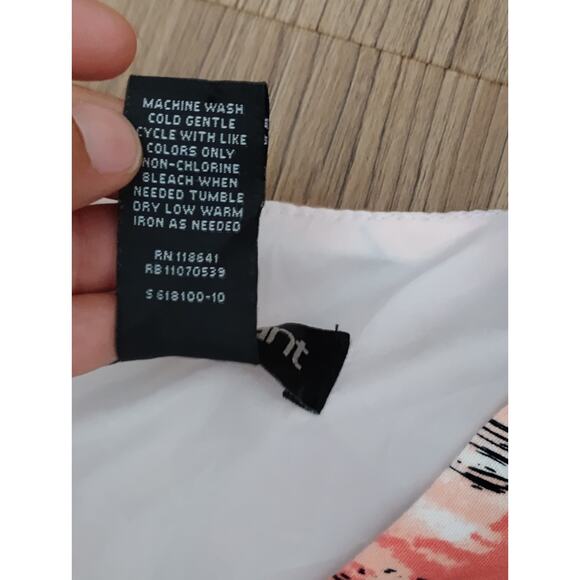 MACHINE WASH
COLD GENTLE
CYCLE WITH LIKE
COLORS ONLY
NON-CHLORINE
BLEACH WHEN
NEEDED TUMBLE
DRY LOW WARM
IRON AS NEEDED
RN 118641
RB 11070539
S 618100-10